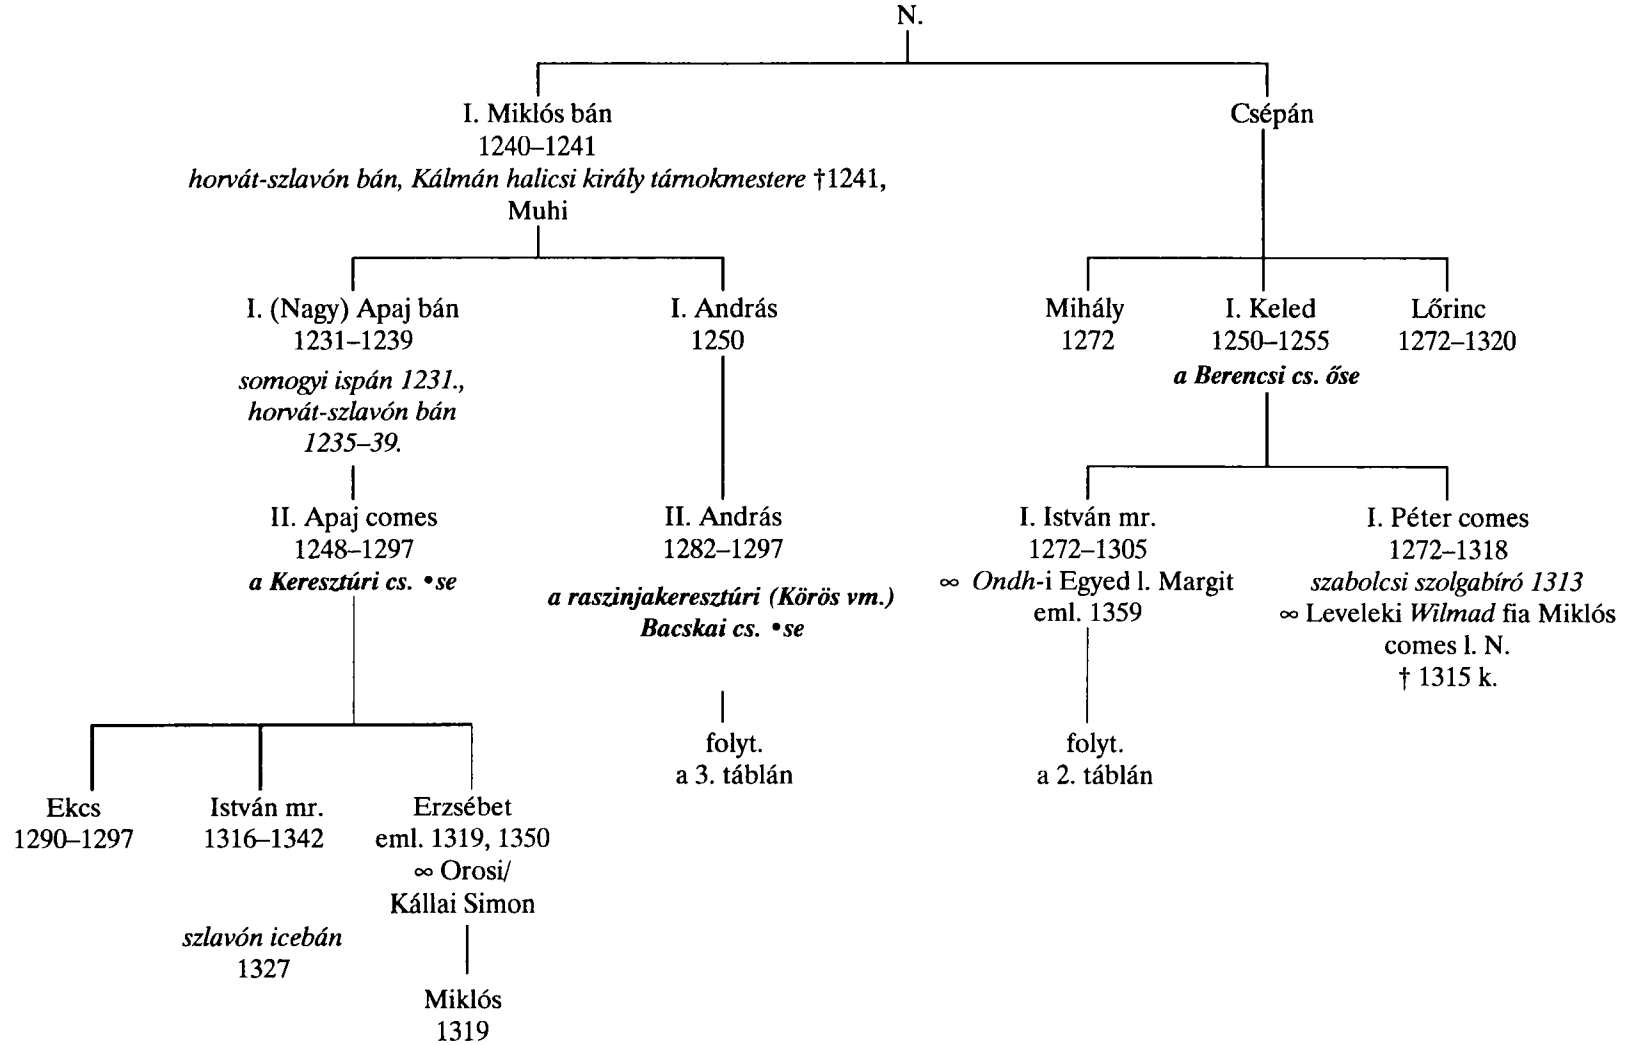 N.
I. Miklós bán
1240–1241
horvát-szlavón bán, Kálmán halicsi király tárnokmestere †1241,
Muhi
Csépán
I. (Nagy) Apaj bán
1231–1239
somogyi ispán 1231.,
horvát-szlavón bán
1235–39.
I. András
1250
Mihály
1272
I. Keled
1250–1255
a Berencsi cs. őse
Lőrinc
1272–1320
II. Apaj comes
1248–1297
a Keresztúri cs. •se
II. András
1282–1297
a raszinjakeresztúri (Körös vm.)
Bacskai cs. •se
I. István mr.
1272–1305
∞ Ondh-i Egyed l. Margit
eml. 1359
I. Péter comes
1272–1318
szabolcsi szolgabíró 1313
∞ Leveleki Wilmad fia Miklós
comes l. N.
† 1315 k.
folyt.
a 3. táblán
folyt.
a 2. táblán
Ekcs
1290–1297
István mr.
1316–1342
szlavón icebán
1327
Erzsébet
eml. 1319, 1350
∞ Orosi/
Kállai Simon
Miklós
1319